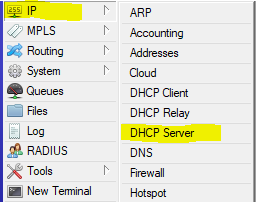 IP
MPLS
Routing
System
Queues
Files
Log
RADIUS
Tools
New Terminal
ARP
Accounting
Addresses
Cloud
DHCP Client
DHCP Relay
DHCP Server
DNS
Firewall
Hotspot